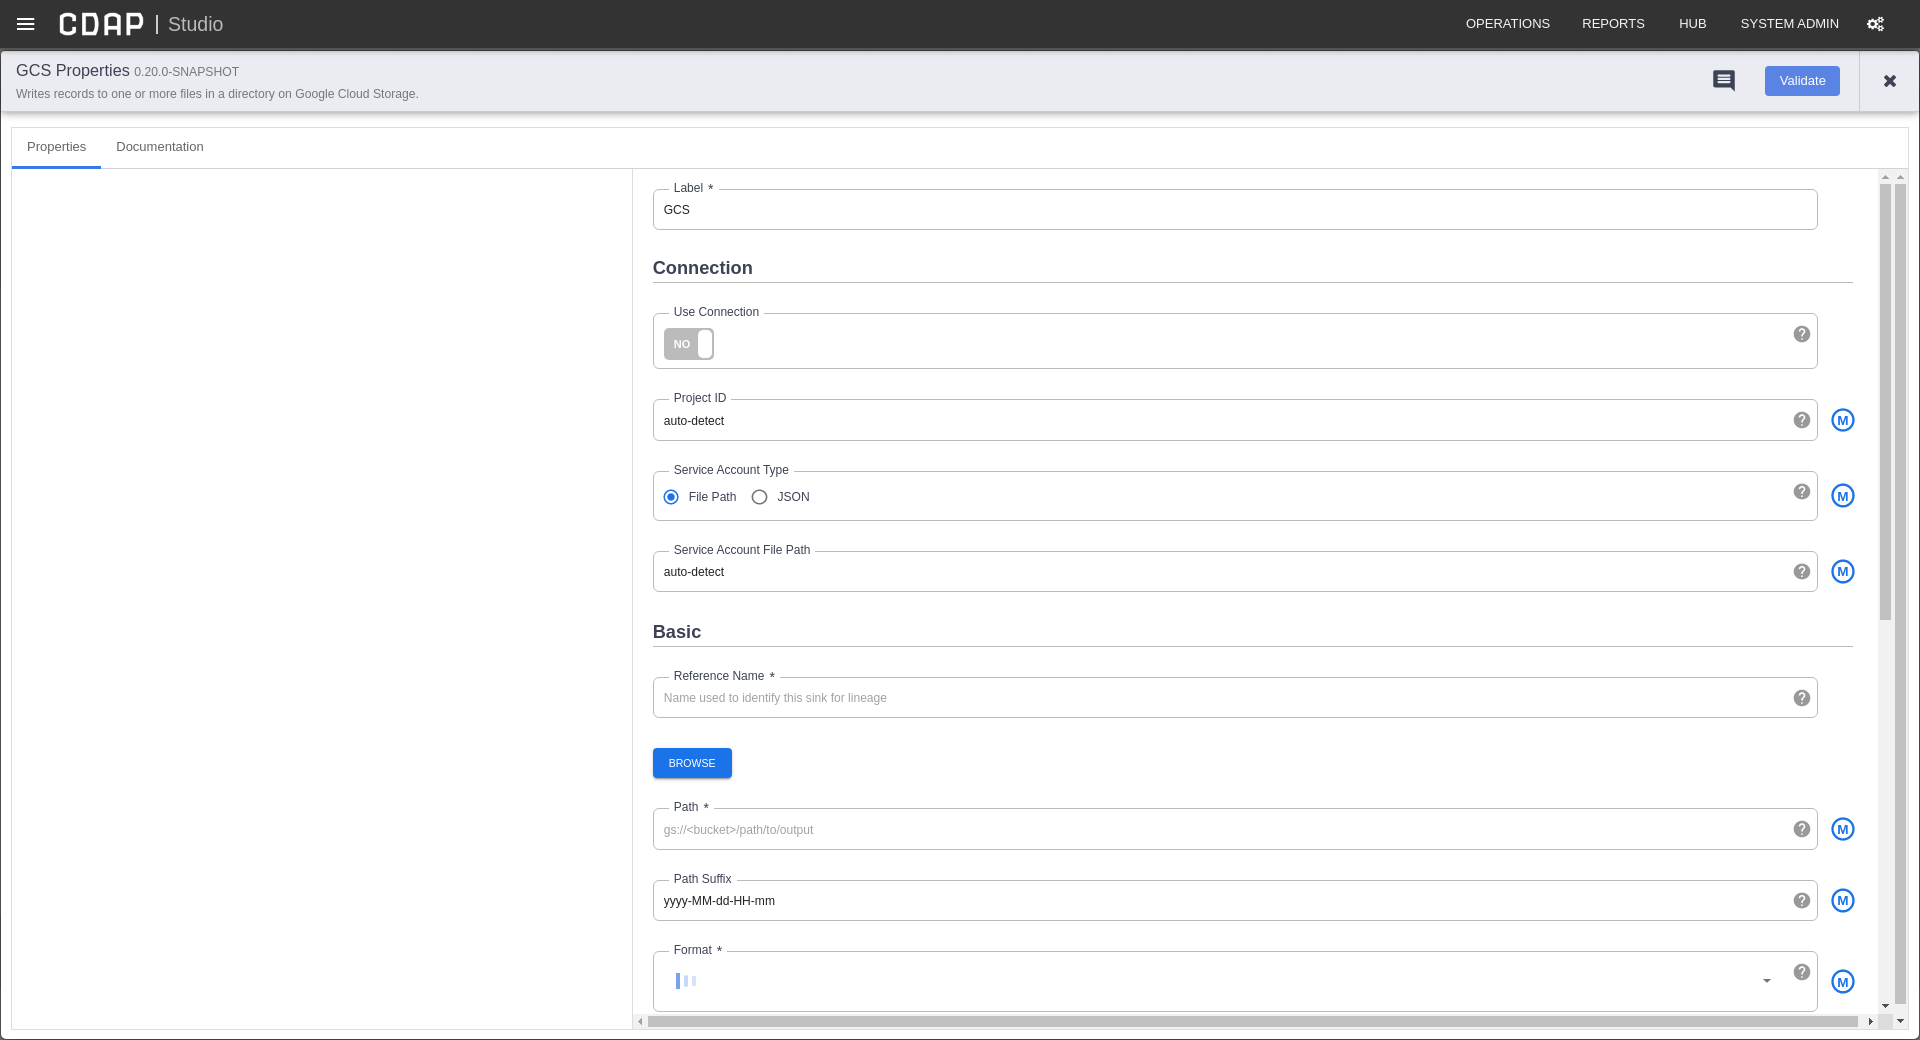 CDAP | Studio
OPERATIONS REPORTS HUB SYSTEM ADMIN
GCS Properties 0.20.0-SNAPSHOT
Writes records to one or more files in a directory on Google Cloud Storage.
Validate
Properties Documentation
Label *
GCS
Connection
Use Connection
NO
Project ID
auto-detect
M
Service Account Type
File Path JSON
M
Service Account File Path
auto-detect
M
Basic
Reference Name *
Name used to identify this sink for lineage
BROWSE
Path *
gs://<bucket>/path/to/output
M
Path Suffix
yyyy-MM-dd-HH-mm
M
Format *
M